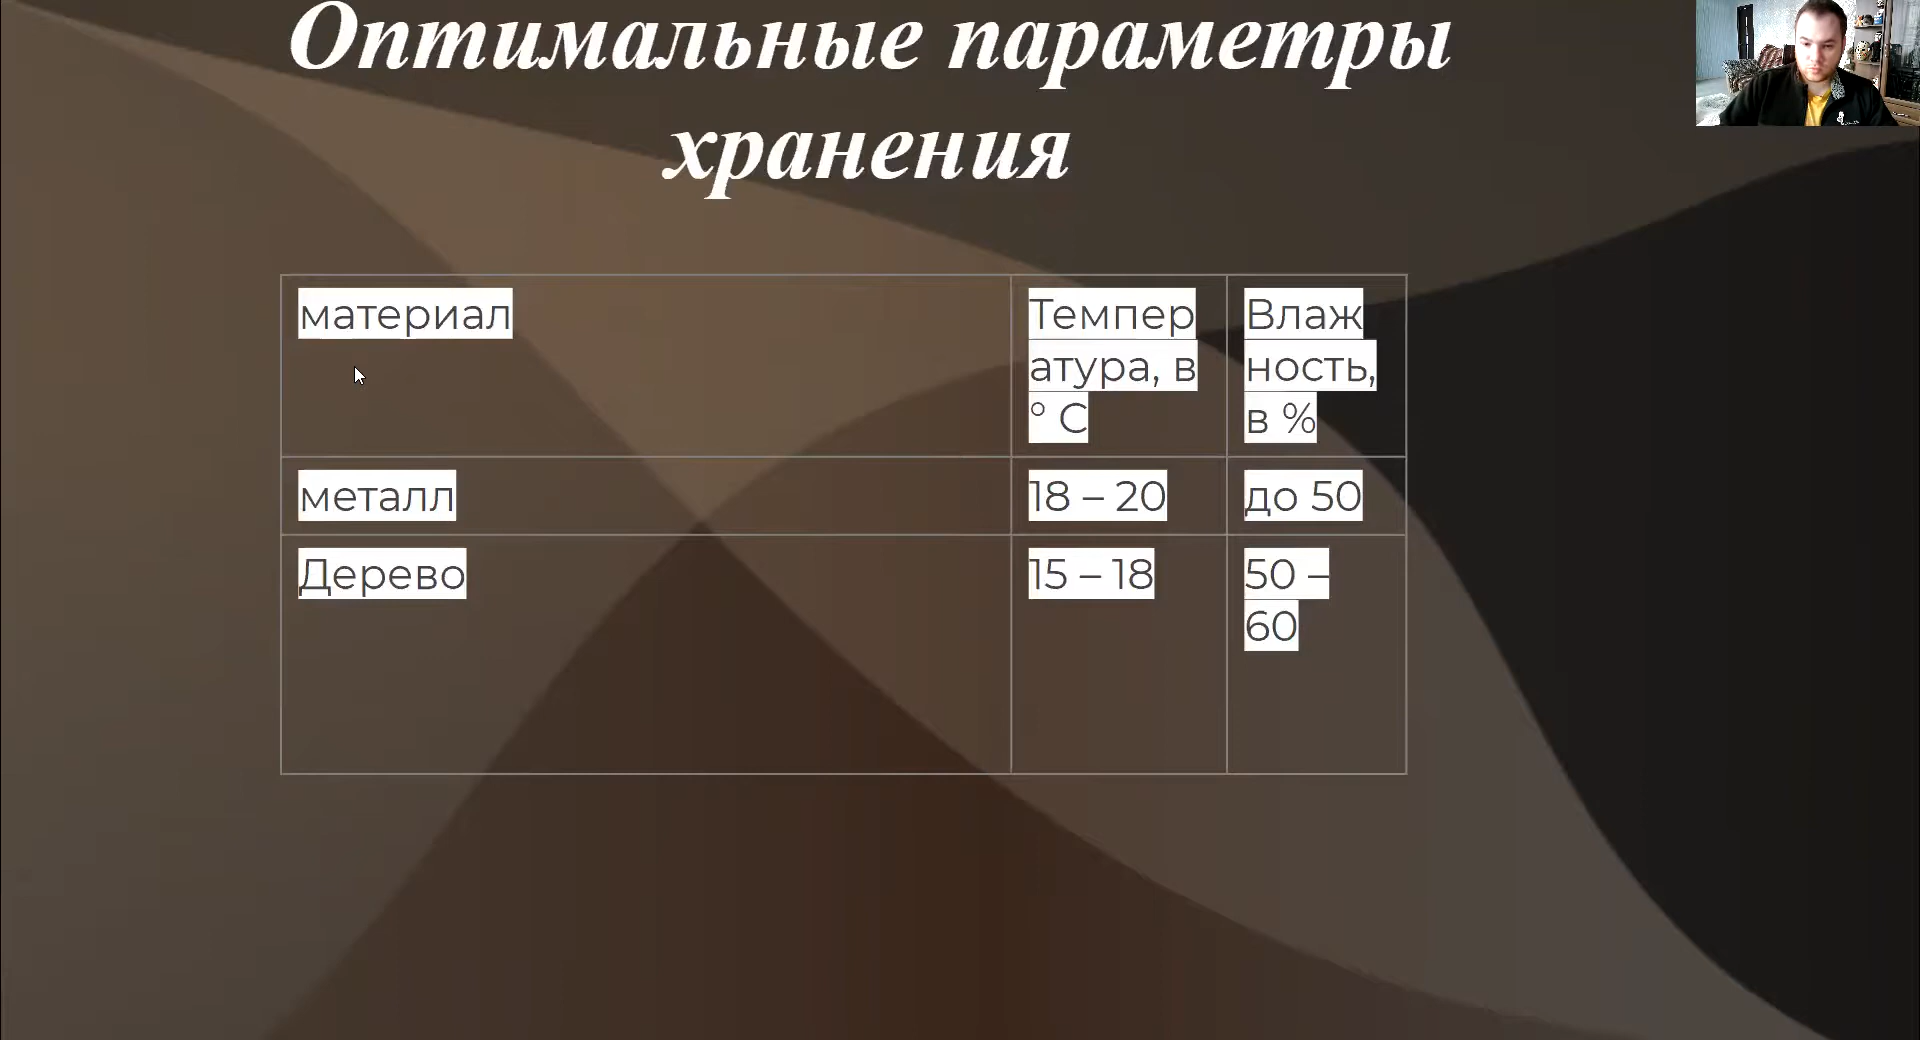 Оптимальные параметры
хранения
материал
Темпер
атура, в
° С
Влаж
ность,
в %
металл
18 – 20
до 50
Дерево
15 – 18
50 –
60